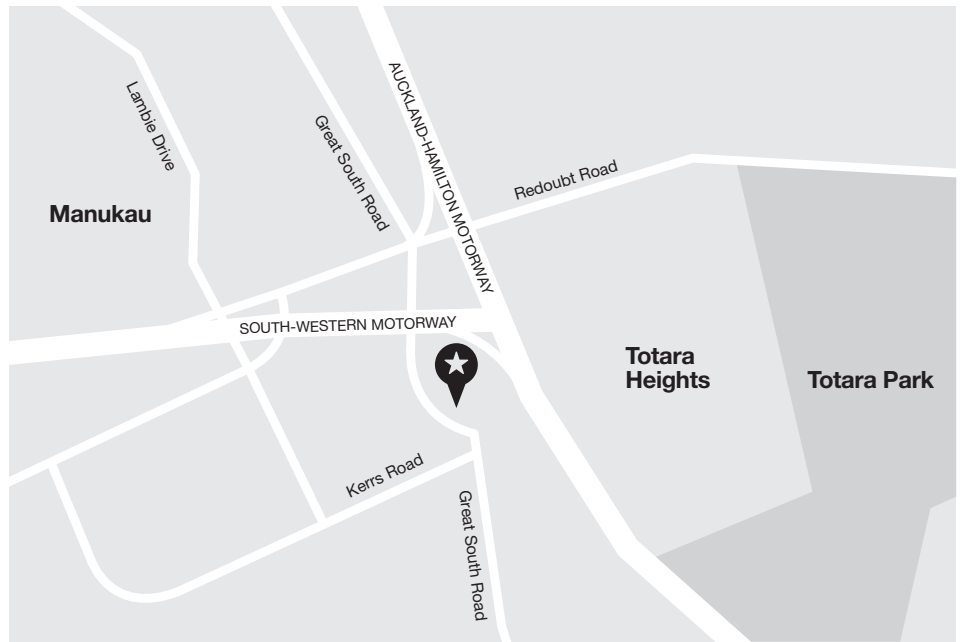 Lambie Drive
Great South Road
AUCKLAND-HAMILTON MOTORWAY
Redoubt Road
Manukau
SOUTH-WESTERN MOTORWAY
Totara
Heights
Totara Park
Kerrs Road
Great South Road